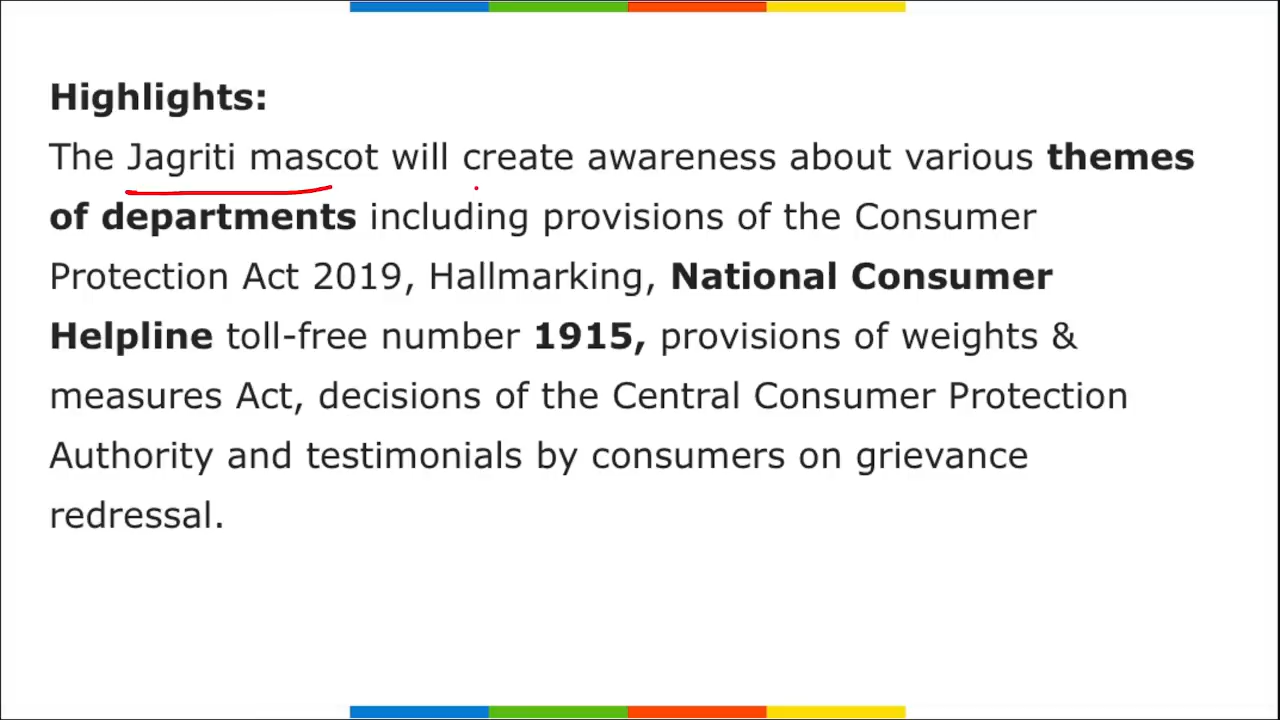 Highlights:
The Jagriti mascot will create awareness about various themes
of departments including provisions of the Consumer
Protection Act 2019, Hallmarking, National Consumer
Helpline toll-free number 1915, provisions of weights &
measures Act, decisions of the Central Consumer Protection
Authority and testimonials by consumers on grievance
redressal.